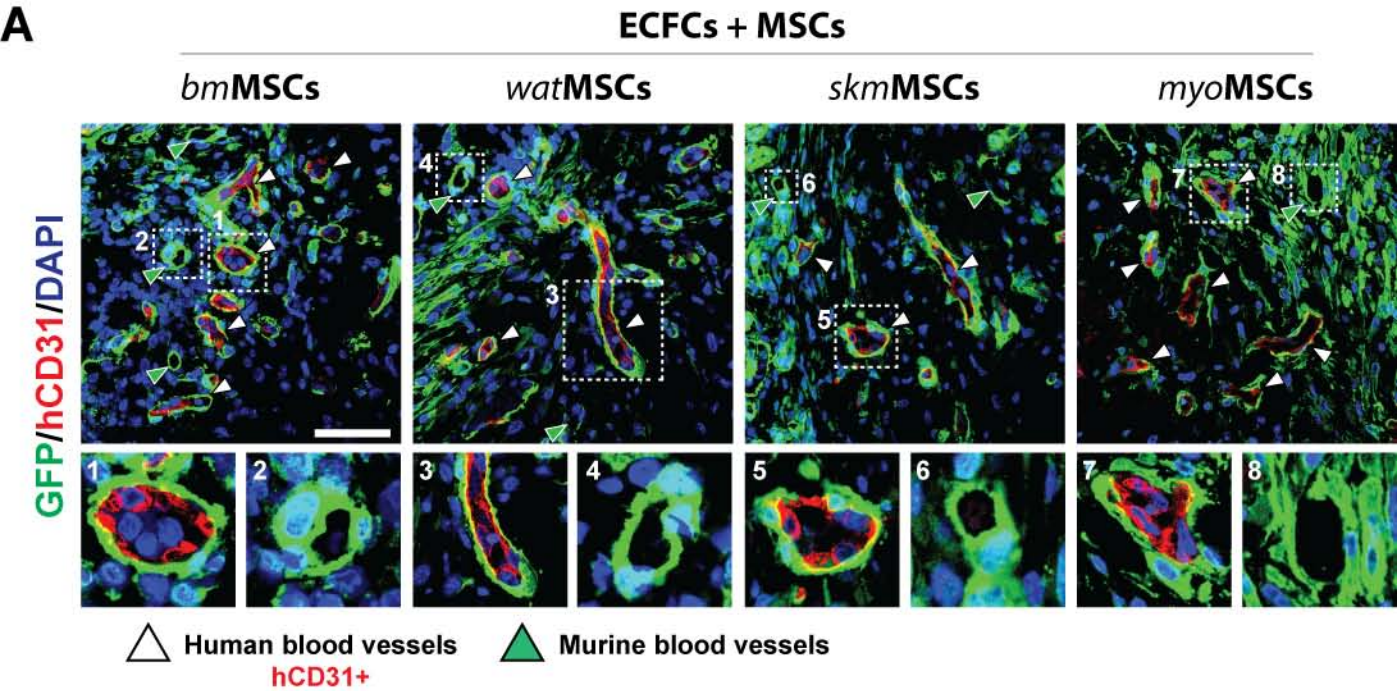 A
ECFCs + MSCs
bmMSCs
watMSCs
skmMSCs
myoMSCs
GFP/hCD31/DAPI
1
2
3
4
5
6
7
8
1
2
3
4
5
6
7
8
Human blood vessels
hCD31+
Murine blood vessels